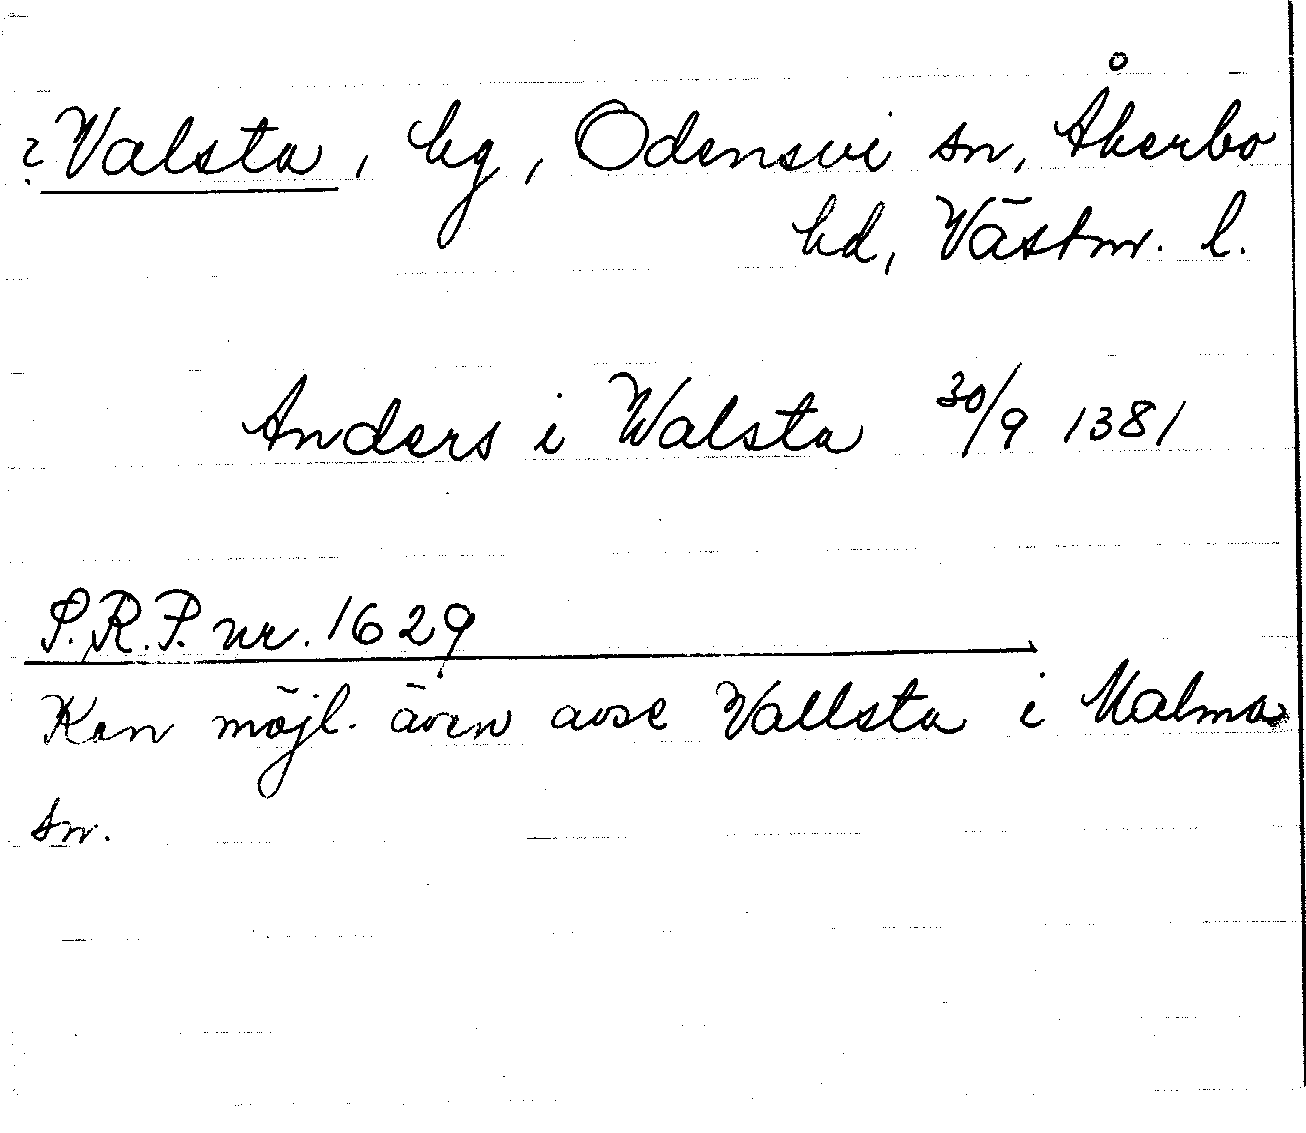 ? Valsta, hg, Odensvi sn, Åkerbo
hd, Västm. l.
Anders i Walsta 30/9 1381
S.R.P. nr. 1629
Kan möjl. även avse Vallsta i Malma
sn.